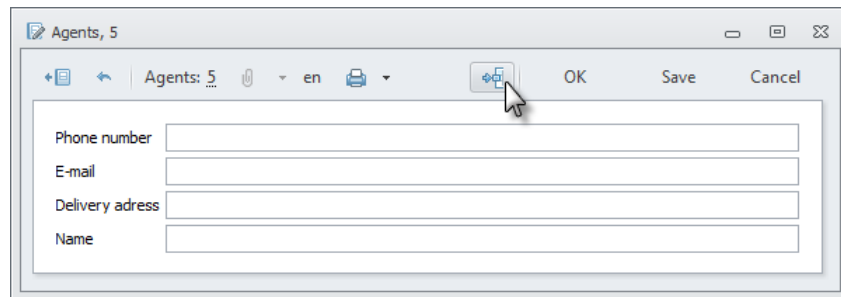 Agents, 5
Agents: 5 en OK Save Cancel
Phone number
E-mail
Delivery adress
Name